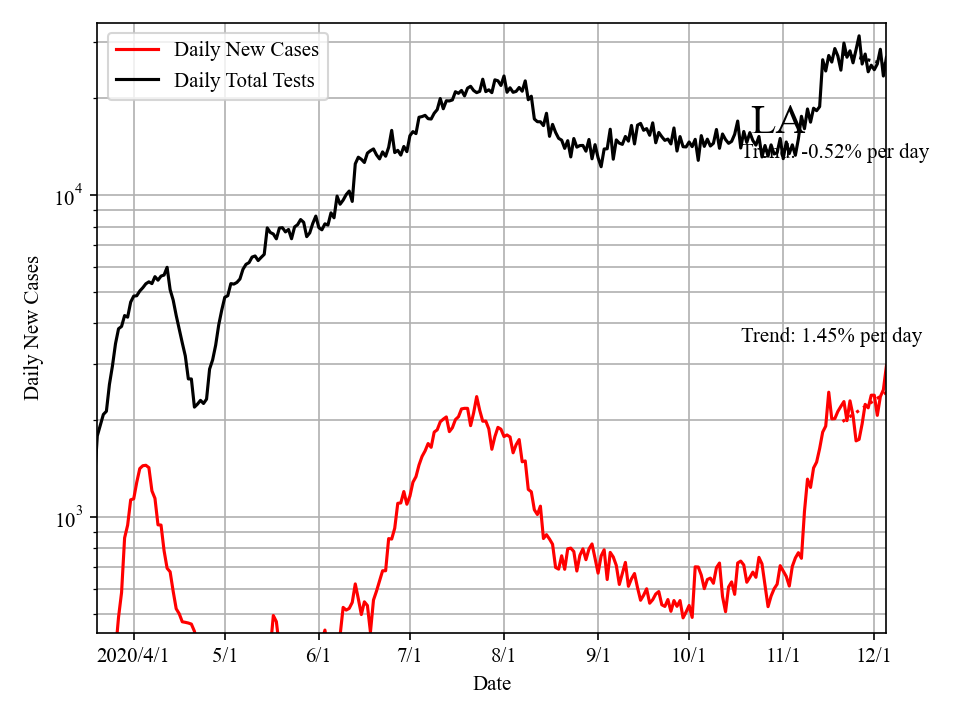 Daily New Cases
Daily Total Tests
LA
Trend: -0.52% per day
Trend: 1.45% per day
10^4
10^3
Daily New Cases
2020/4/1 5/1 6/1 7/1 8/1 9/1 10/1 11/1 12/1
Date